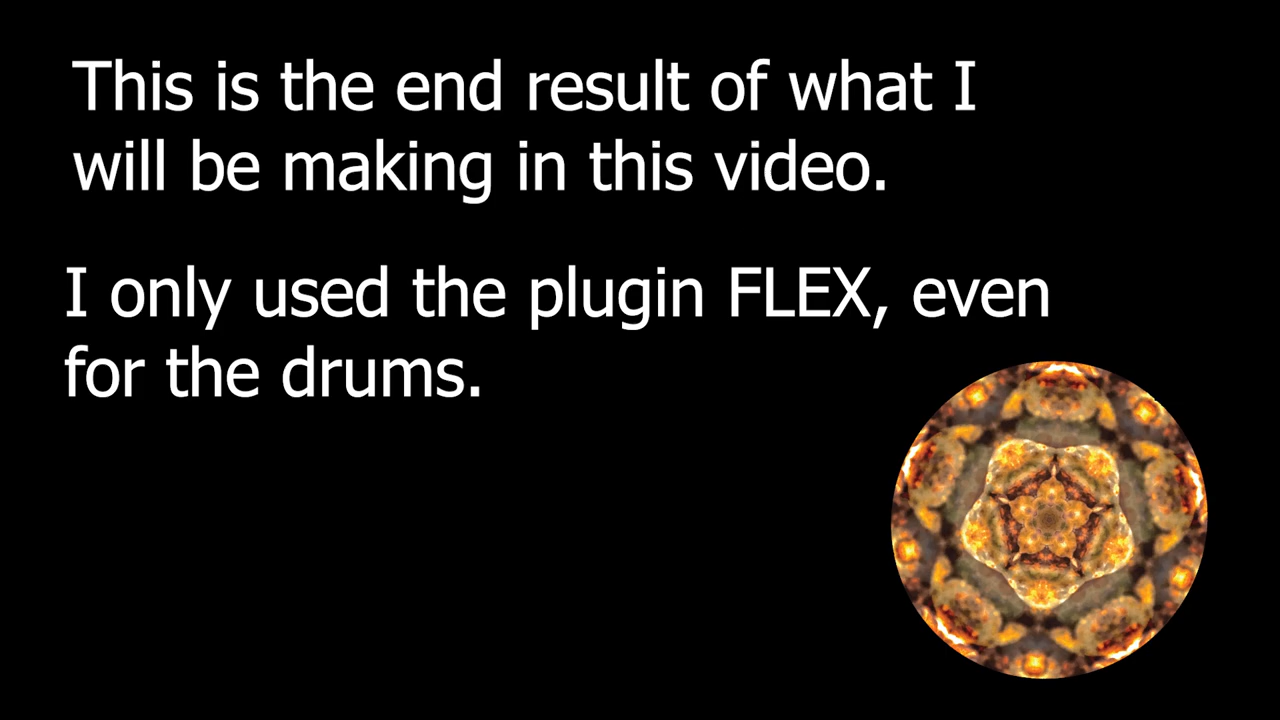 This is the end result of what I
will be making in this video.
I only used the plugin FLEX, even
for the drums.